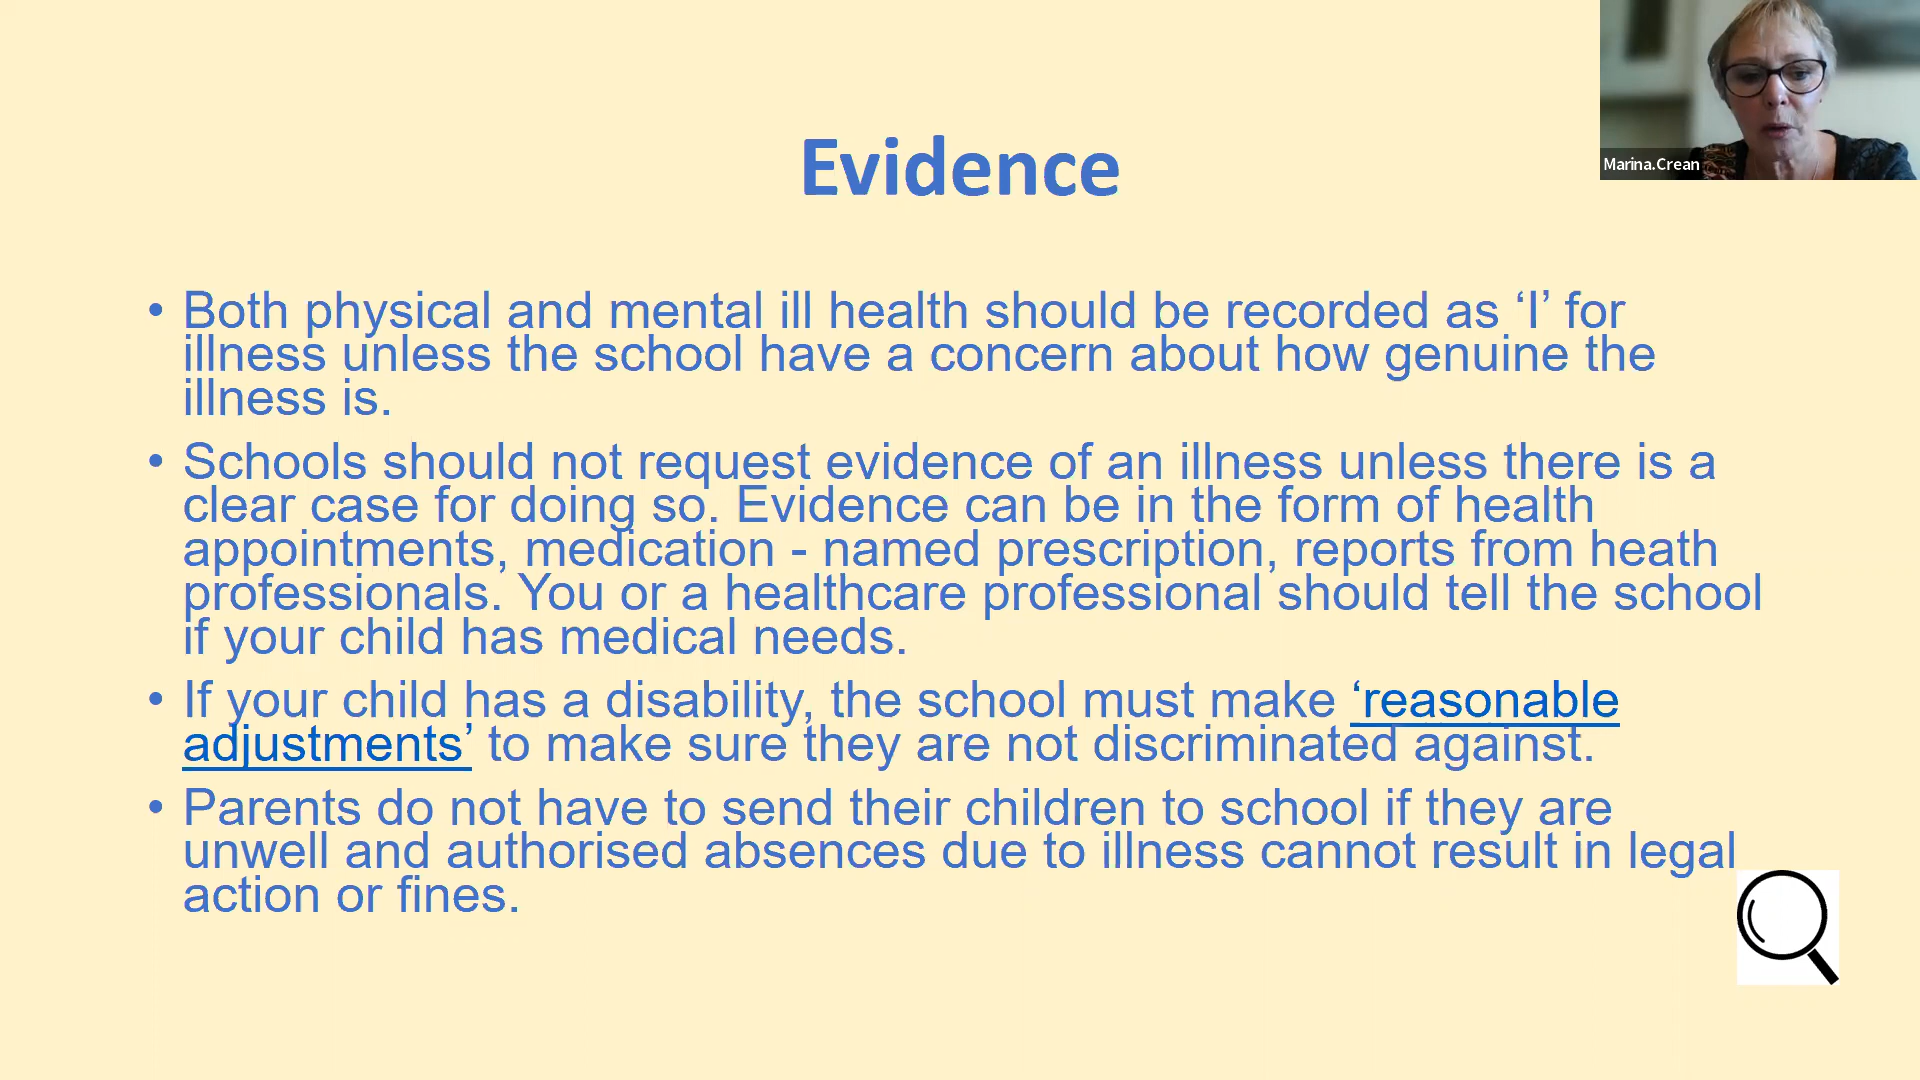 Evidence
Marina.Crean
• Both physical and mental ill health should be recorded as ‘I’ for
illness unless the school have a concern about how genuine the
illness is.
• Schools should not request evidence of an illness unless there is a
clear case for doing so. Evidence can be in the form of health
appointments, medication - named prescription, reports from heath
professionals. You or a healthcare professional should tell the school
if your child has medical needs.
• If your child has a disability, the school must make ‘reasonable
adjustments’ to make sure they are not discriminated against.
• Parents do not have to send their children to school if they are
unwell and authorised absences due to illness cannot result in legal
action or fines.